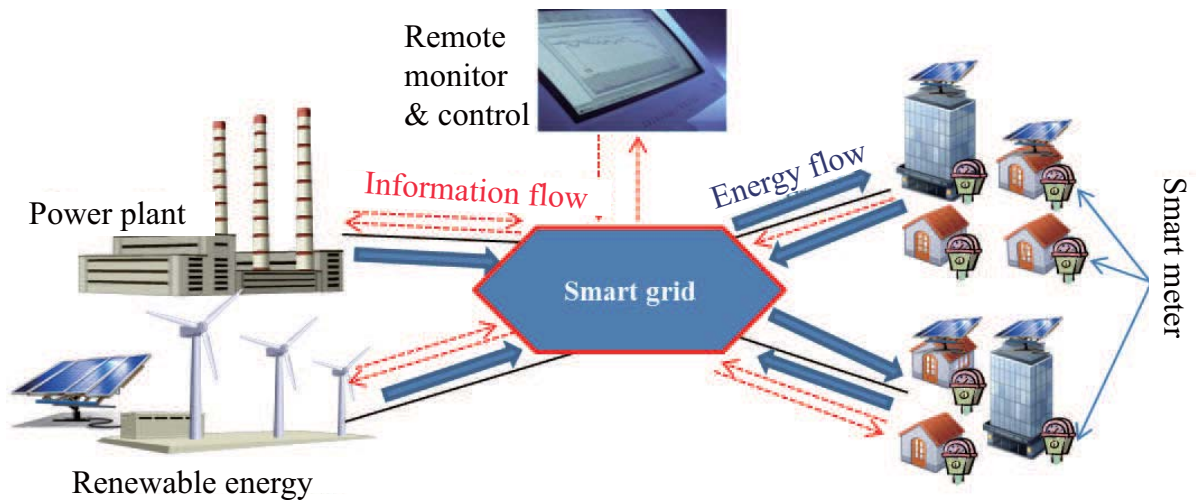 Remote
monitor
& control
Information flow
Energy flow
Power plant
Smart grid
Smart meter
Renewable energy